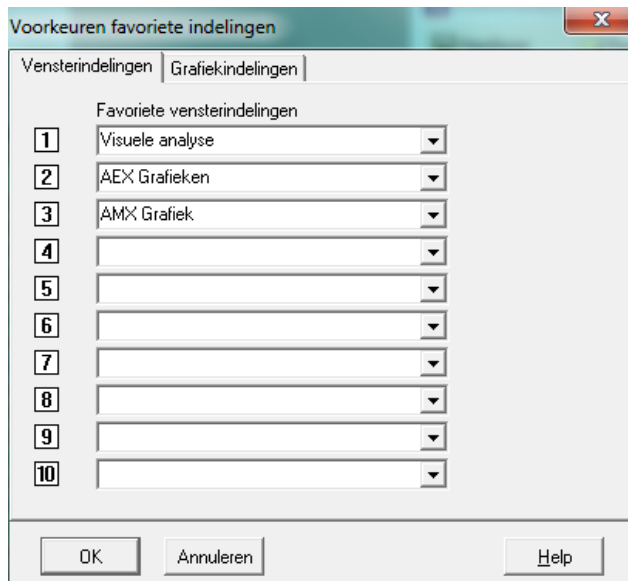 Voorkeuren favoriete indelingen
Vensterindelingen Grafiekindelingen
Favoriete vensterindelingen
1 Visuele analyse
2 AEX Grafieken
3 AMX Grafiek
4
5
6
7
8
9
10
OK Annuleren Help